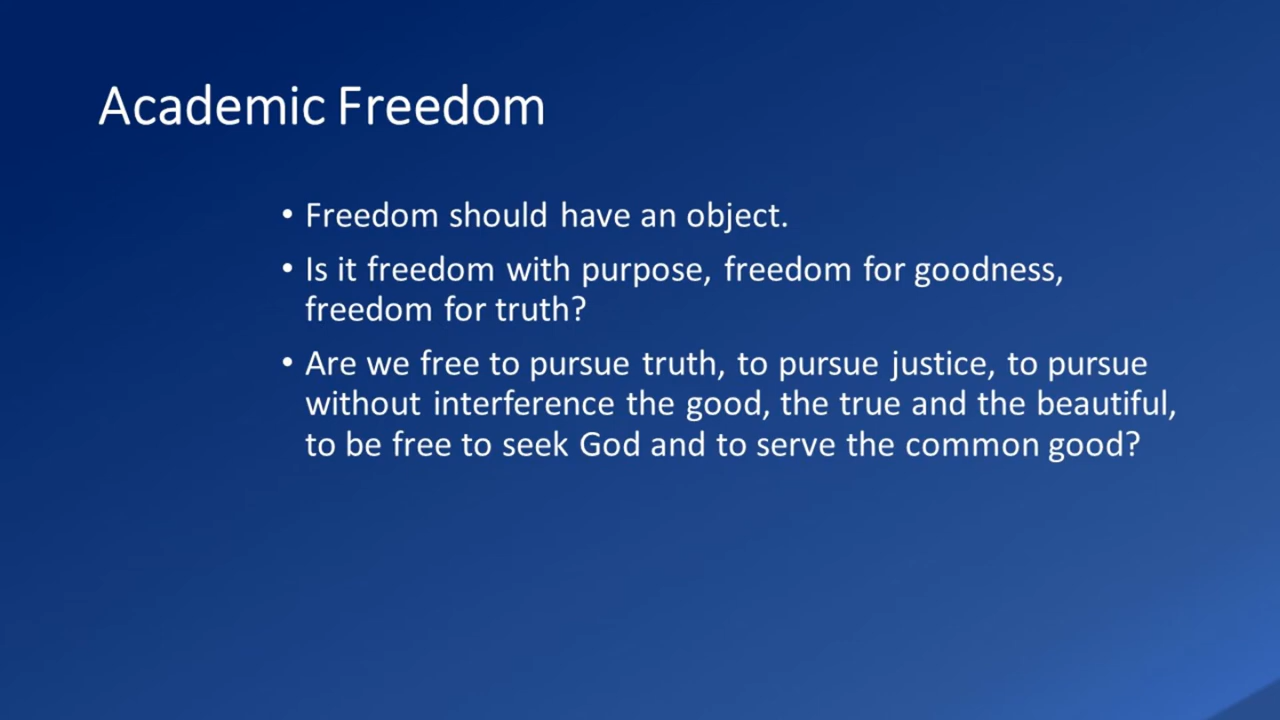 Academic Freedom
• Freedom should have an object.
• Is it freedom with purpose, freedom for goodness,
freedom for truth?
• Are we free to pursue truth, to pursue justice, to pursue
without interference the good, the true and the beautiful,
to be free to seek God and to serve the common good?